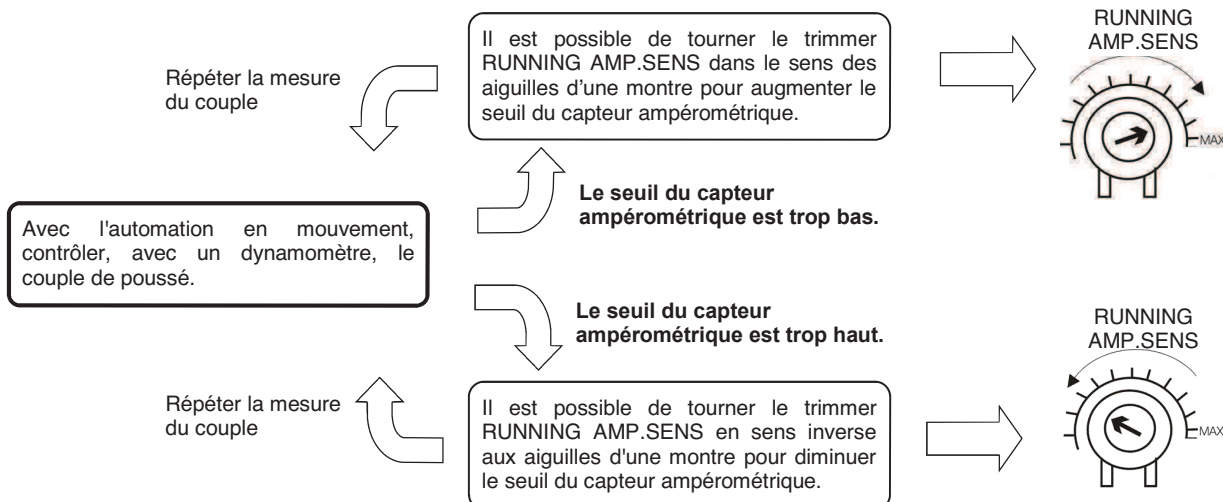 Il est possible de tourner le trimmer
RUNNING AMP.SENS dans le sens des
aiguilles d'une montre pour augmenter le
seuil du capteur ampérométrique.
RUNNING
AMP.SENS
MAX
Répéter la mesure
du couple
Le seuil du capteur
ampérométrique est trop bas.
Avec l'automation en mouvement,
contrôler, avec un dynamomètre, le
couple de poussé.
Le seuil du capteur
ampérométrique est trop haut.
Répéter la mesure
du couple
Il est possible de tourner le trimmer
RUNNING AMP.SENS en sens inverse
aux aiguilles d'une montre pour diminuer
le seuil du capteur ampérométrique.
RUNNING
AMP.SENS
MAX